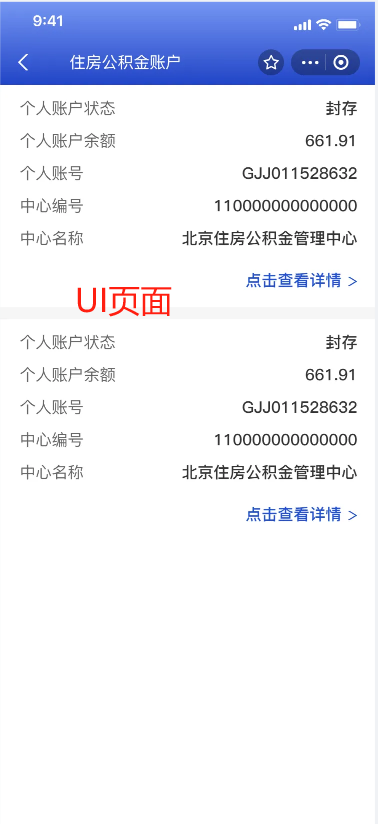 9:41
住房公积金账户
个人账户状态 封存
个人账户余额 661.91
个人账号 GJJ011528632
中心编号 110000000000000
中心名称 北京住房公积金管理中心
点击查看详情 >
UI页面
个人账户状态 封存
个人账户余额 661.91
个人账号 GJJ011528632
中心编号 110000000000000
中心名称 北京住房公积金管理中心
点击查看详情 >